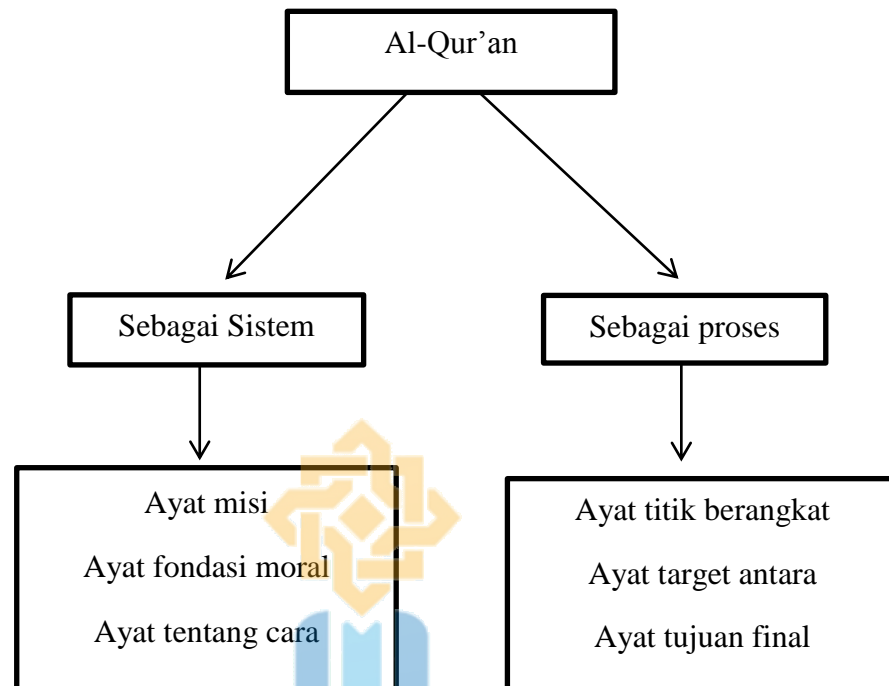 Al-Qur’an
Sebagai Sistem
Sebagai proses
Ayat misi
Ayat fondasi moral
Ayat tentang cara
Ayat titik berangkat
Ayat target antara
Ayat tujuan final